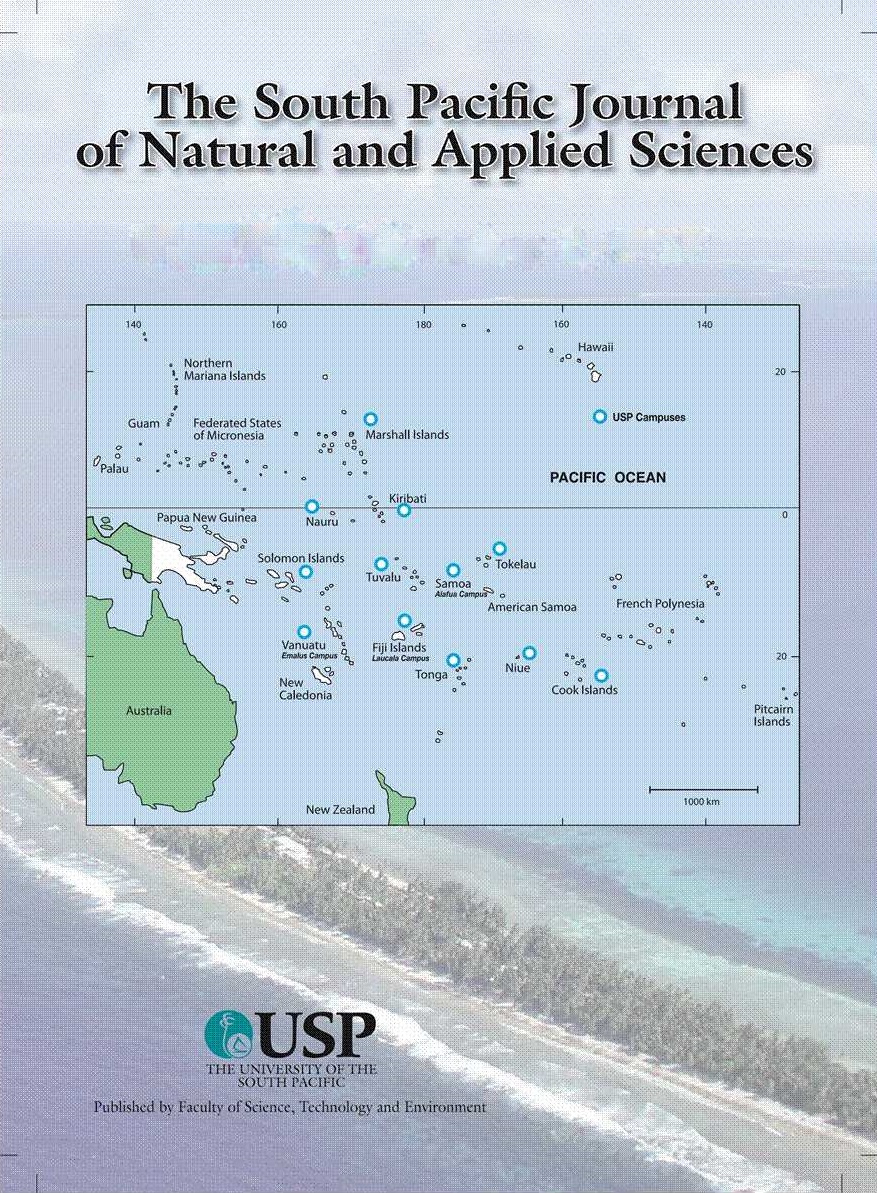 The South Pacific Journal
of Natural and Applied Sciences
140
160
180
160
140
Hawaii
Northern
Mariana Islands
20
Guam
Federated States
of Micronesia
Marshall Islands
USP Campuses
Palau
PACIFIC OCEAN
Kiribati
Papua New Guinea
Nauru
0
Solomon Islands
Tuvalu
Samoa
Alafua Campus
Tokelau
American Samoa
French Polynesia
Vanuatu
Emalus Campus
Fiji Islands
Laucala Campus
20
Tonga
Niue
New
Caledonia
Cook Islands
Australia
Pitcairn
Islands
New Zealand
1000 km
USP
THE UNIVERSITY OF THE
SOUTH PACIFIC
Published by Faculty of Science, Technology and Environment